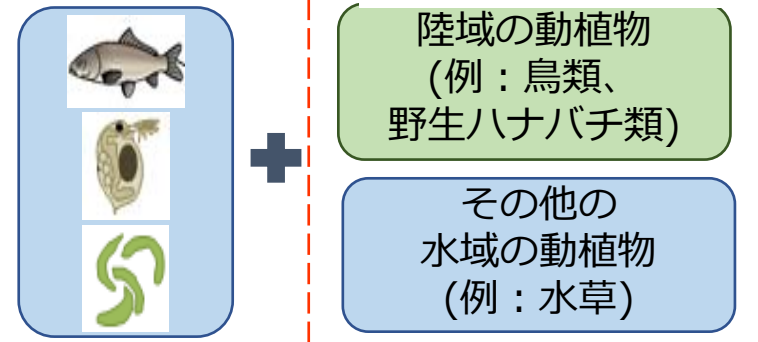 陸域の動植物
(例：鳥類、
野生ハナバチ類)
その他の
水域の動植物
(例：水草)